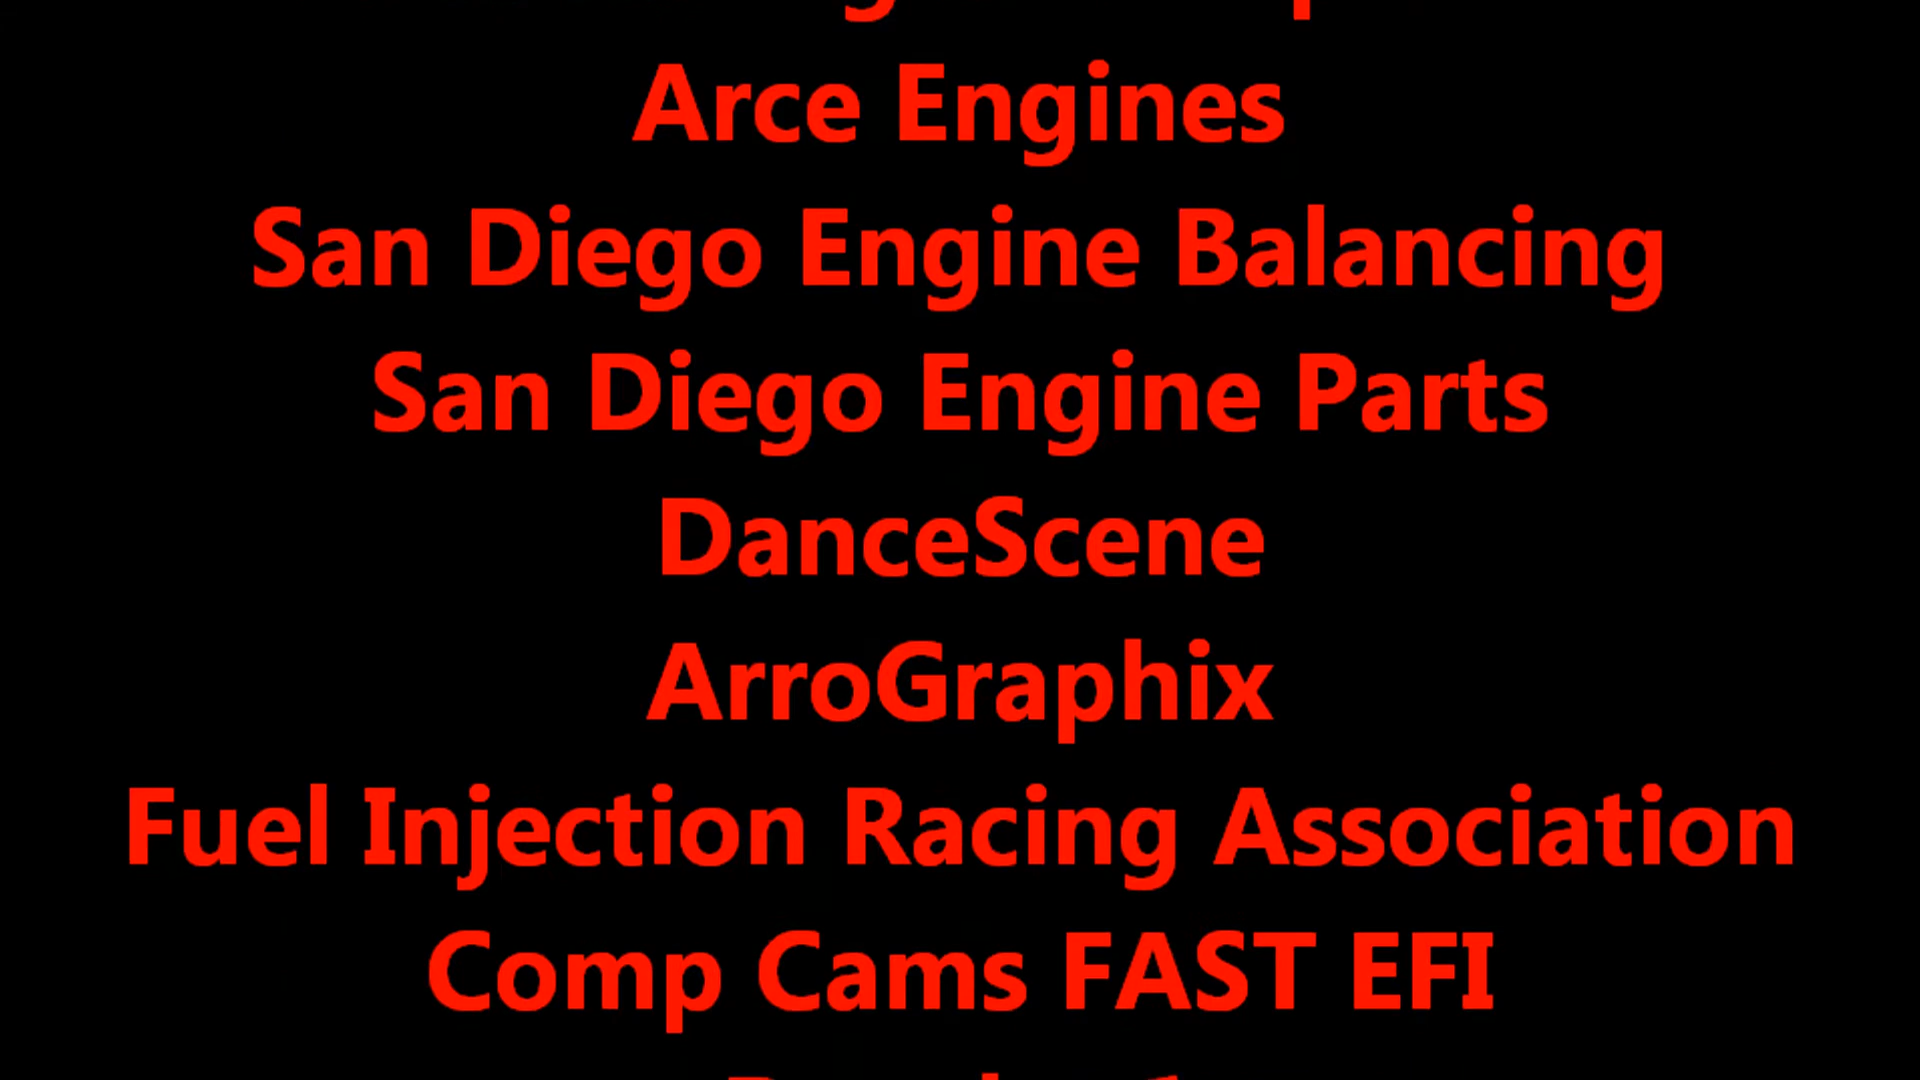 Arce Engines
San Diego Engine Balancing
San Diego Engine Parts
DanceScene
ArroGraphix
Fuel Injection Racing Association
Comp Cams FAST EFI